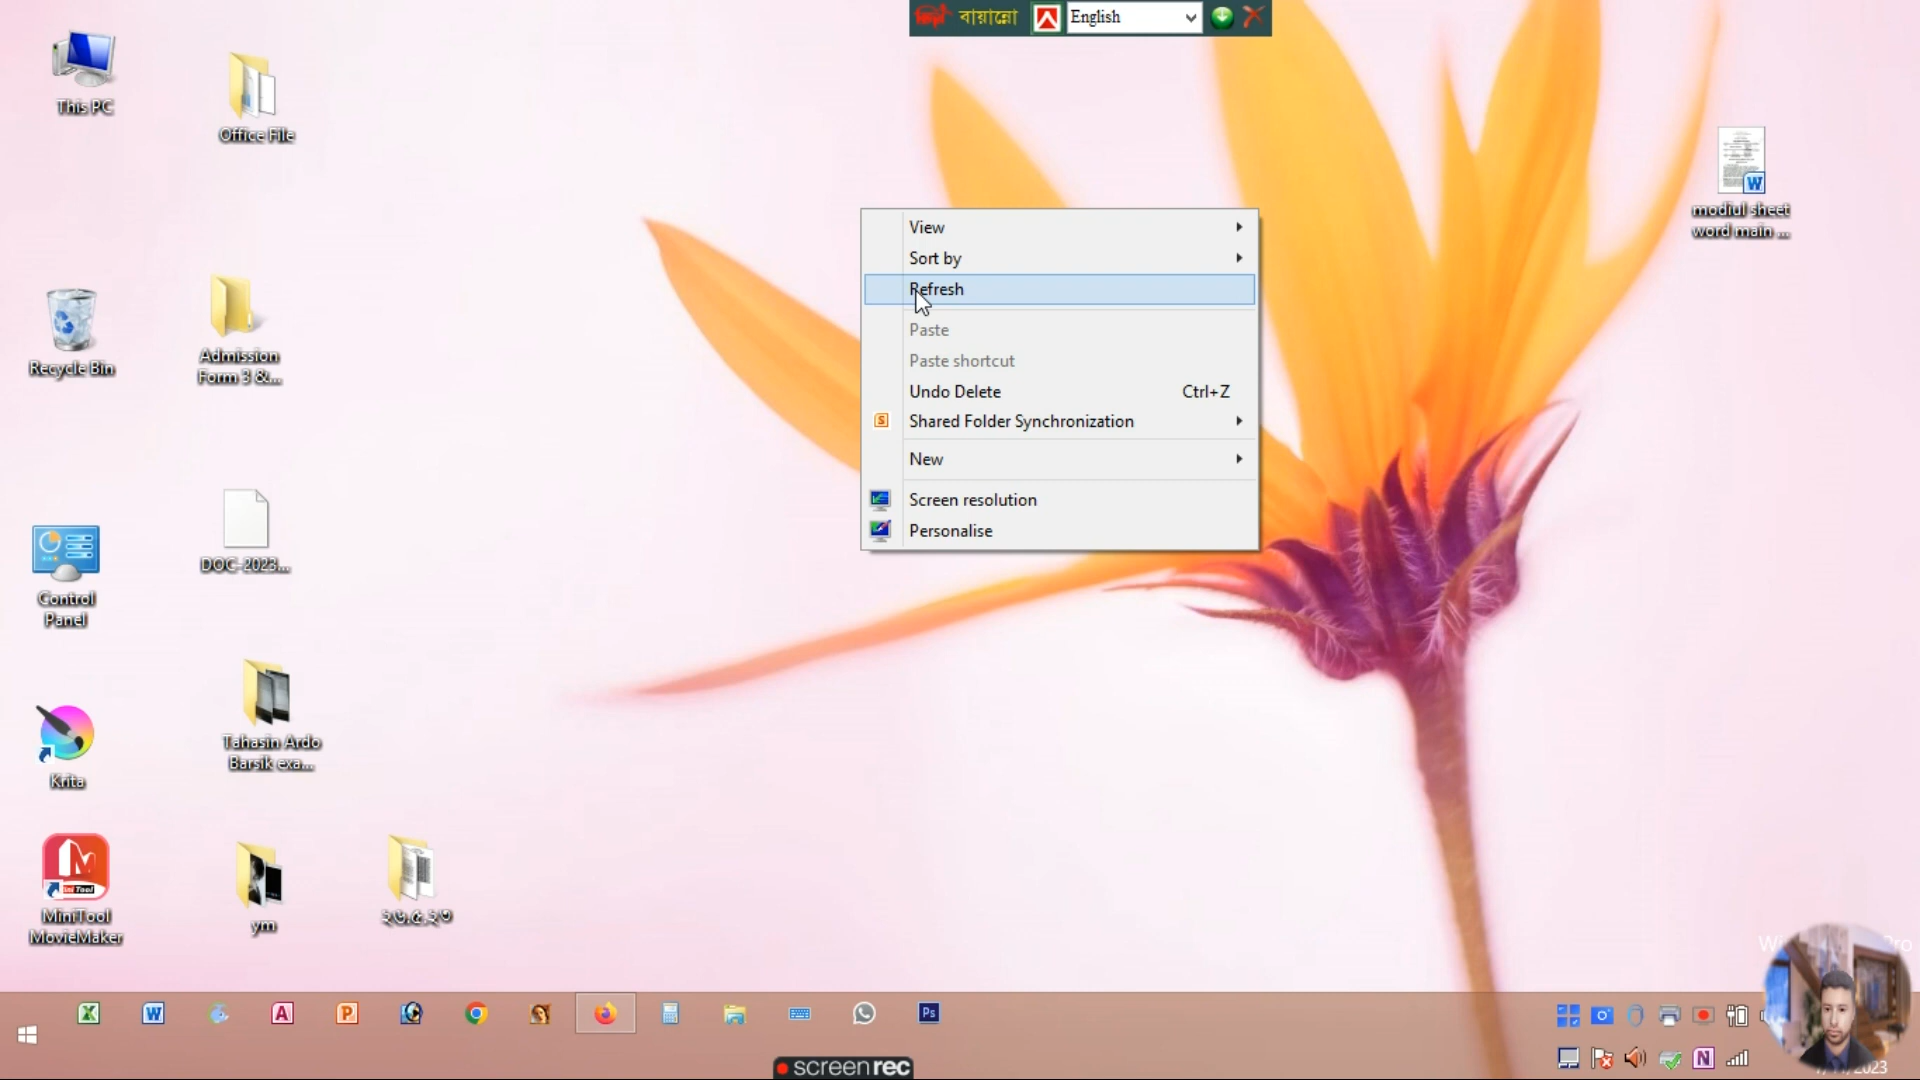 বায়ান্নো
English
This PC
Office File
modiul sheet
word main ...
View
Sort by
Refresh
Paste
Paste shortcut
Undo Delete Ctrl+Z
Shared Folder Synchronization
New
Screen resolution
Personalise
Recycle Bin
Admission
Form 3 &...
Control
Panel
DOC-2023...
Krita
Tahasin Ardo
Barsik exa...
MiniTool
MovieMaker
ym
২৬.৫.২৩
screenrec